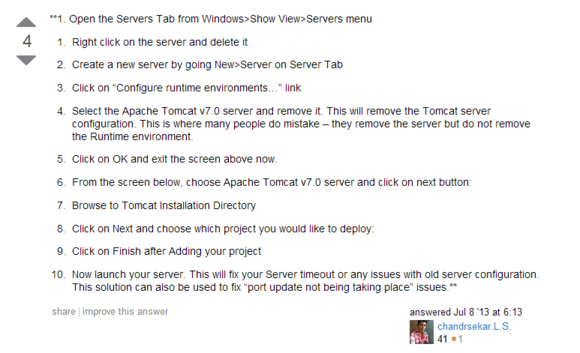 **1. Open the Servers Tab from Windows>Show View>Servers menu
4
1. Right click on the server and delete it
2. Create a new server by going New>Server on Server Tab
3. Click on “Configure runtime environments…” link
4. Select the Apache Tomcat v7.0 server and remove it. This will remove the Tomcat server
configuration. This is where many people do mistake – they remove the server but do not remove
the Runtime environment.
5. Click on OK and exit the screen above now.
6. From the screen below, choose Apache Tomcat v7.0 server and click on next button:
7. Browse to Tomcat Installation Directory
8. Click on Next and choose which project you would like to deploy:
9. Click on Finish after Adding your project
10. Now launch your server. This will fix your Server timeout or any issues with old server configuration.
This solution can also be used to fix “port update not being taking place” issues.**
share | improve this answer
answered Jul 8 '13 at 6:13
chandrsekar.L.S.
41 ●1